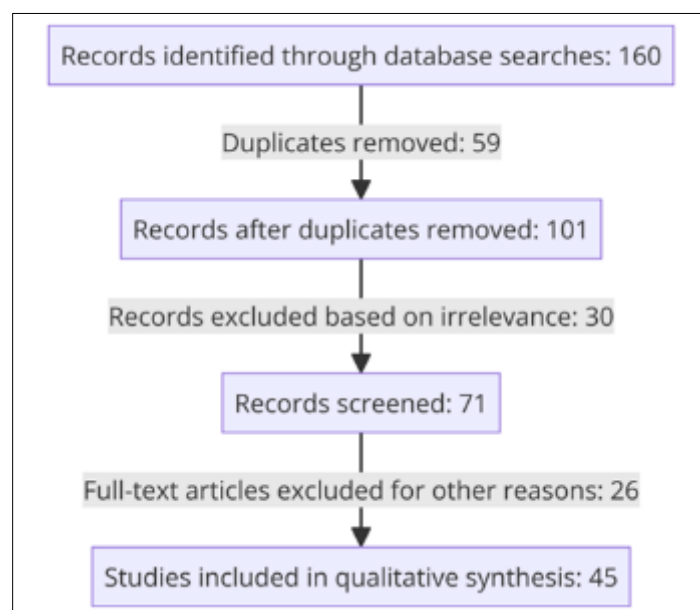 Records identified through database searches: 160
Duplicates removed: 59
Records after duplicates removed: 101
Records excluded based on irrelevance: 30
Records screened: 71
Full-text articles excluded for other reasons: 26
Studies included in qualitative synthesis: 45